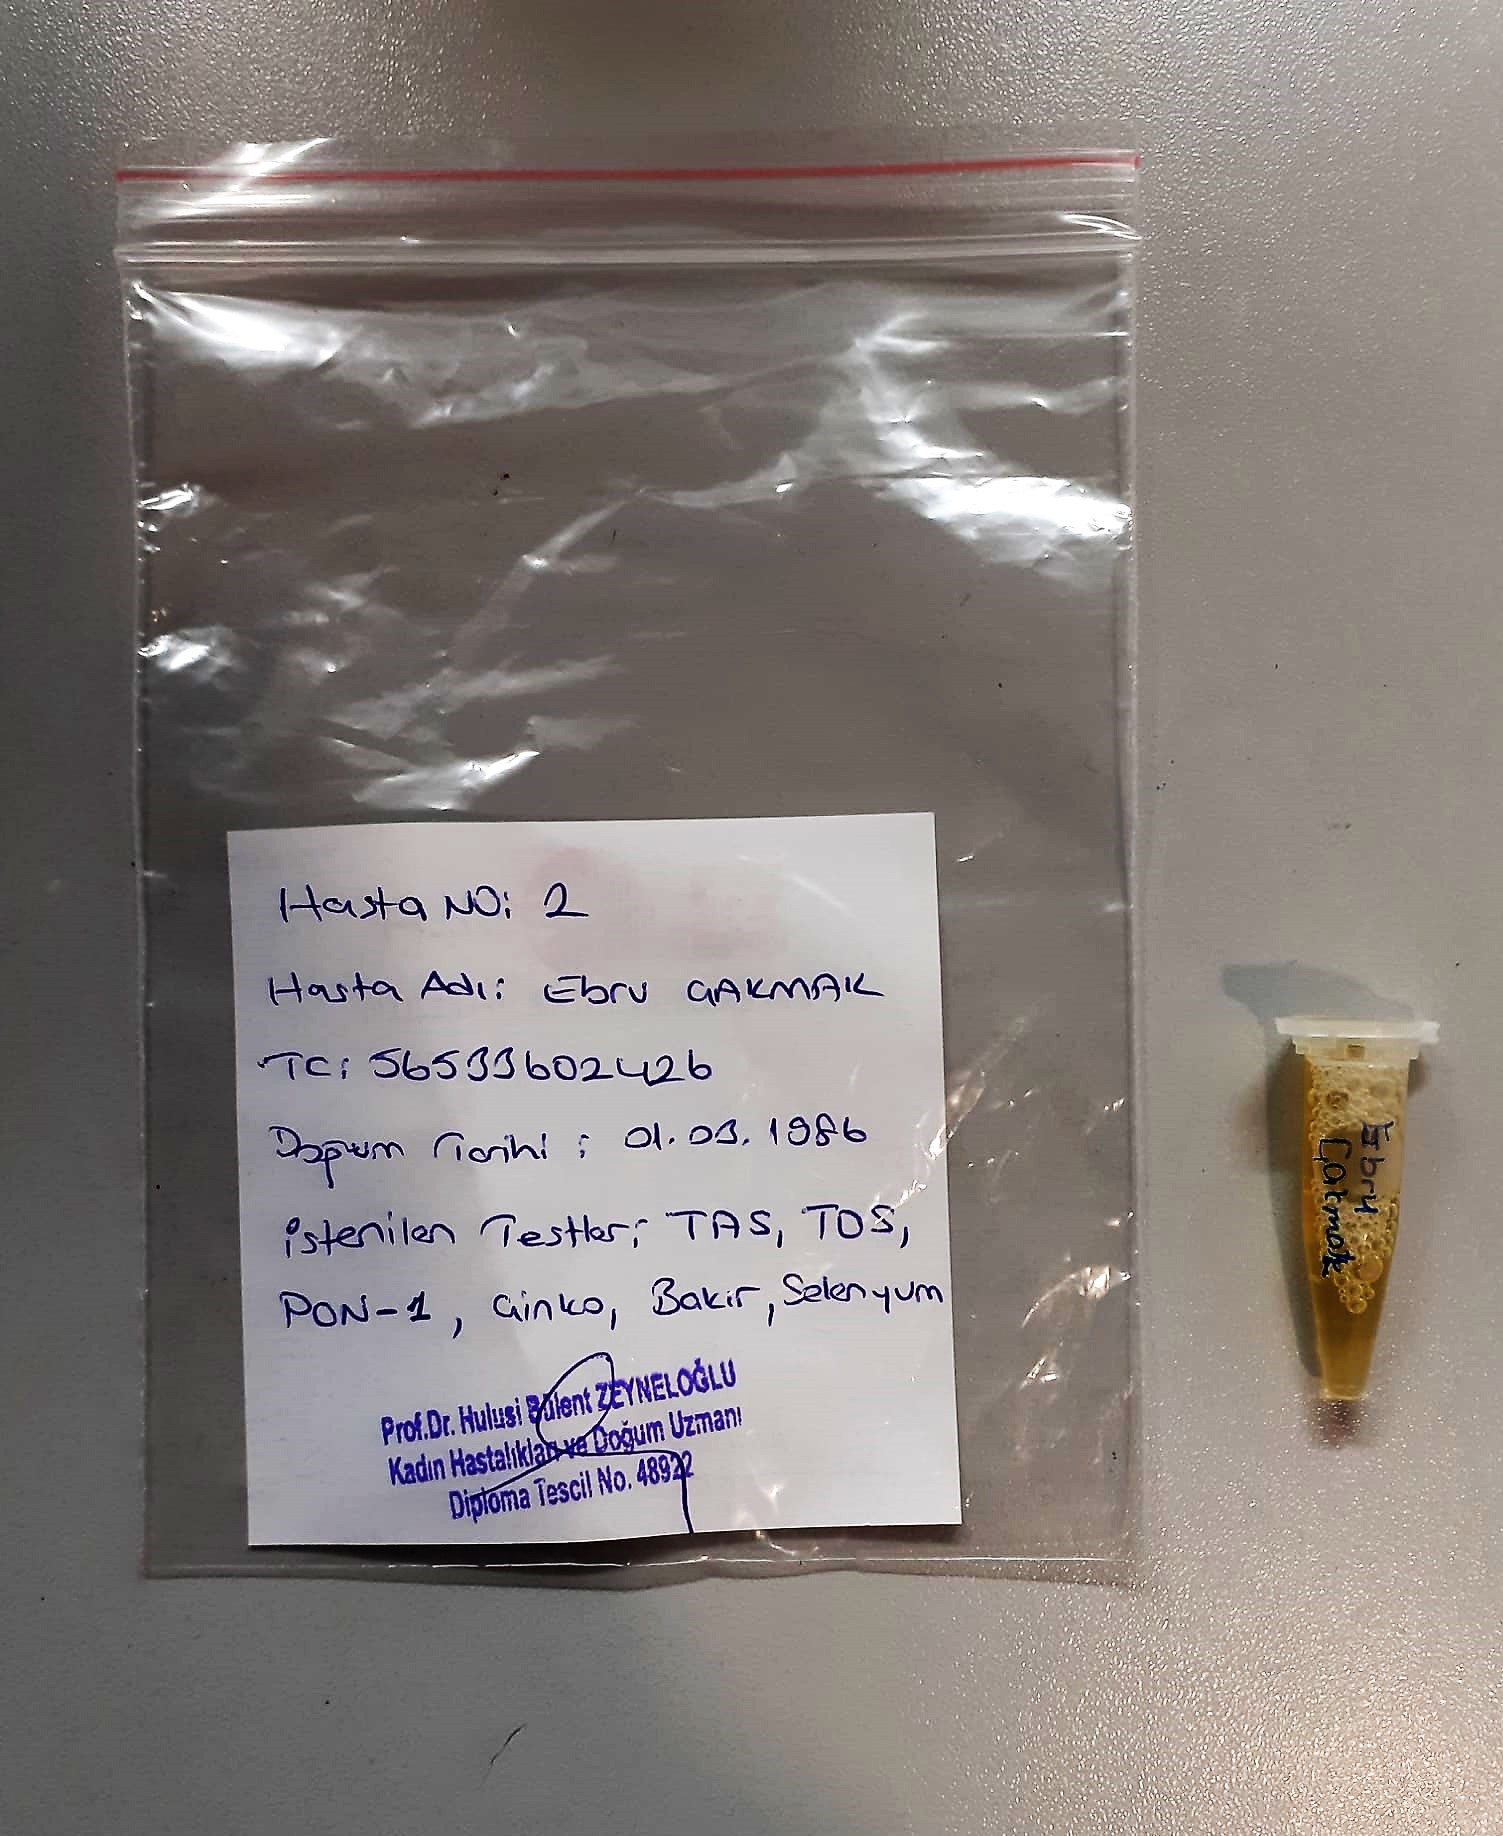 Hasta NO: 2
Hasta Adı: Ebru ÇAKMAK
TC: 56533602426
Doğum Tarihi : 01.03.1986
İstenilen Testler; TAS, TOS,
PON-1, Çinko, Bakır, Selenyum
Prof.Dr. Hulusi Bülent ZEYNELOĞLU
Kadın Hastalıkları ve Doğum Uzmanı
Diploma Tescil No. 48922
Ebru
Çakmak